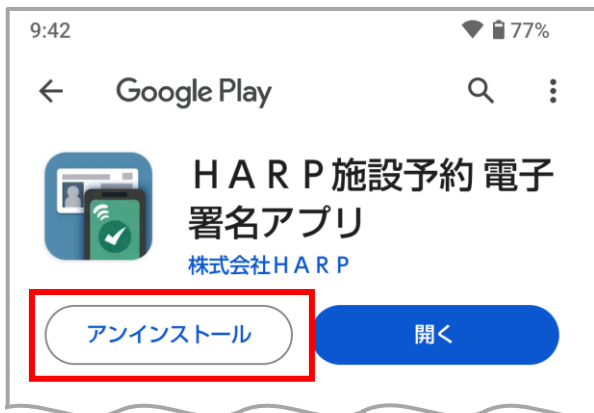 9:42 77%
Google Play
ＨＡＲＰ施設予約 電子
署名アプリ
株式会社ＨＡＲＰ
アンインストール 開く